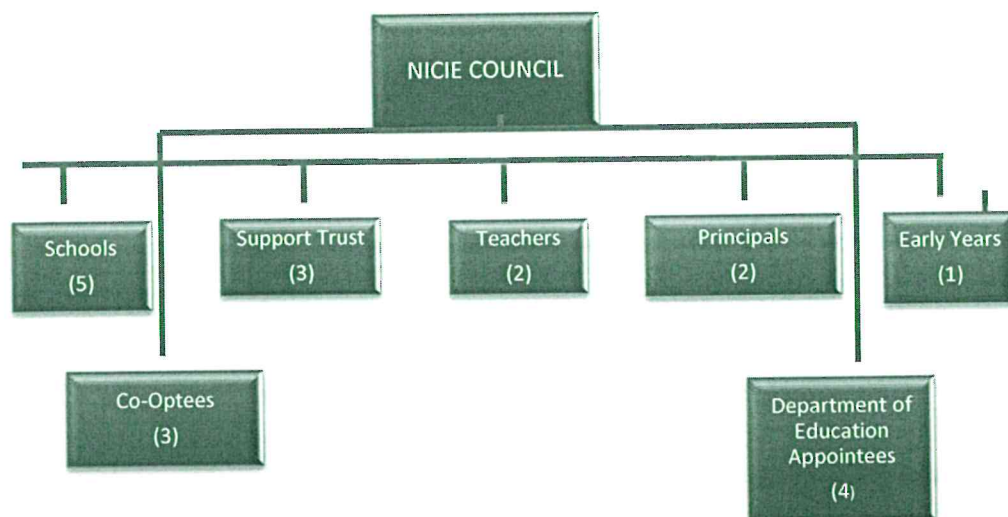 NICIE COUNCIL
Schools
(5)
Support Trust
(3)
Teachers
(2)
Principals
(2)
Early Years
(1)
Co-Optees
(3)
Department of
Education
Appointees
(4)